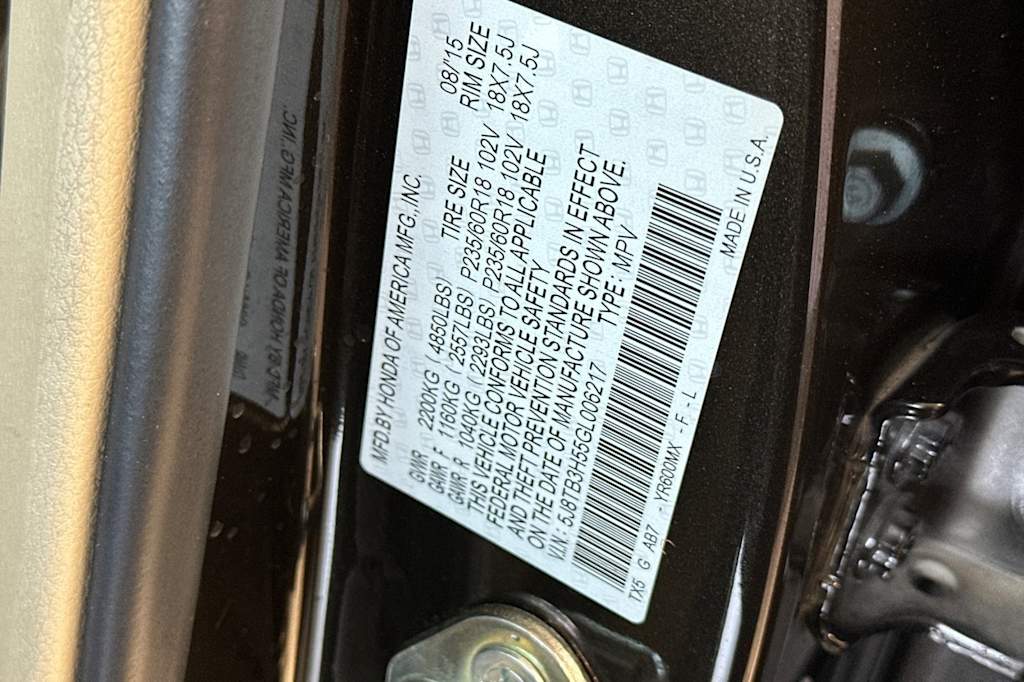 MFD.BY HONDA OF AMERICA MFG., INC. 08/'15
TIRE SIZE RIM SIZE
GVWR 2200KG (4850LBS)
GAWR F 1160KG (2557LBS) P235/60R18 102V 18X7.5J
GAWR R 1040KG (2293LBS) P235/60R18 102V 18X7.5J
THIS VEHICLE CONFORMS TO ALL APPLICABLE
FEDERAL MOTOR VEHICLE SAFETY
AND THEFT PREVENTION STANDARDS IN EFFECT
ON THE DATE OF MANUFACTURE SHOWN ABOVE.
V.I.N: 5J8TB3H55GL006217 TYPE: MPV
TX5 G AB7 - YR600MX - F - L MADE IN U.S.A.